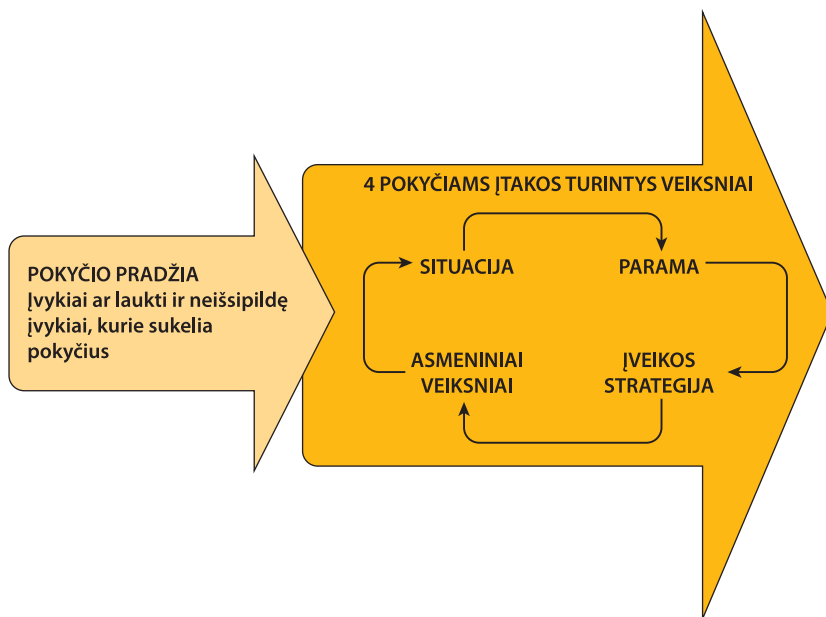 POKYČIO PRADŽIA
Įvykiai ar laukti ir neišsipildę
įvykiai, kurie sukelia
pokyčius
4 POKYČIAMS ĮTAKOS TURINTYS VEIKSNIAI
SITUACIJA
PARAMA
ASMENINIAI
VEIKSNIAI
ĮVEIKOS
STRATEGIJA